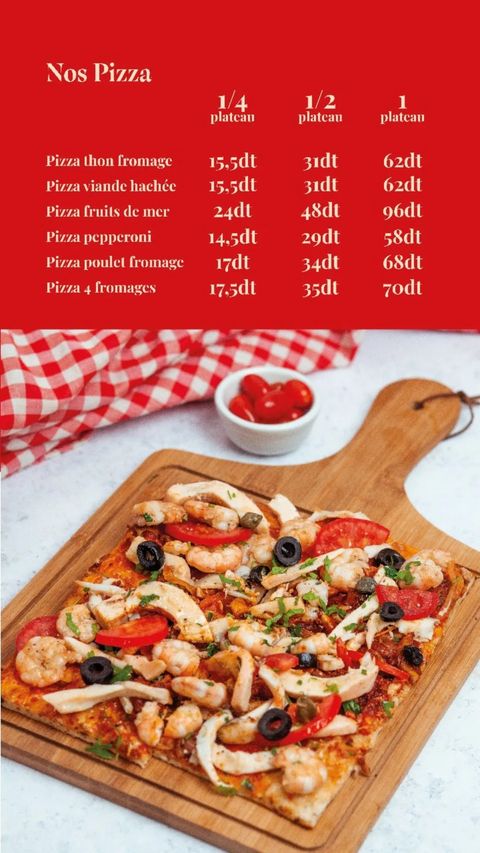 Nos Pizza
1/4 1/2 1
plateau plateau plateau
Pizza thon fromage 15,5dt 31dt 62dt
Pizza viande hachée 15,5dt 31dt 62dt
Pizza fruits de mer 24dt 48dt 96dt
Pizza pepperoni 14,5dt 29dt 58dt
Pizza poulet fromage 17dt 34dt 68dt
Pizza 4 fromages 17,5dt 35dt 70dt